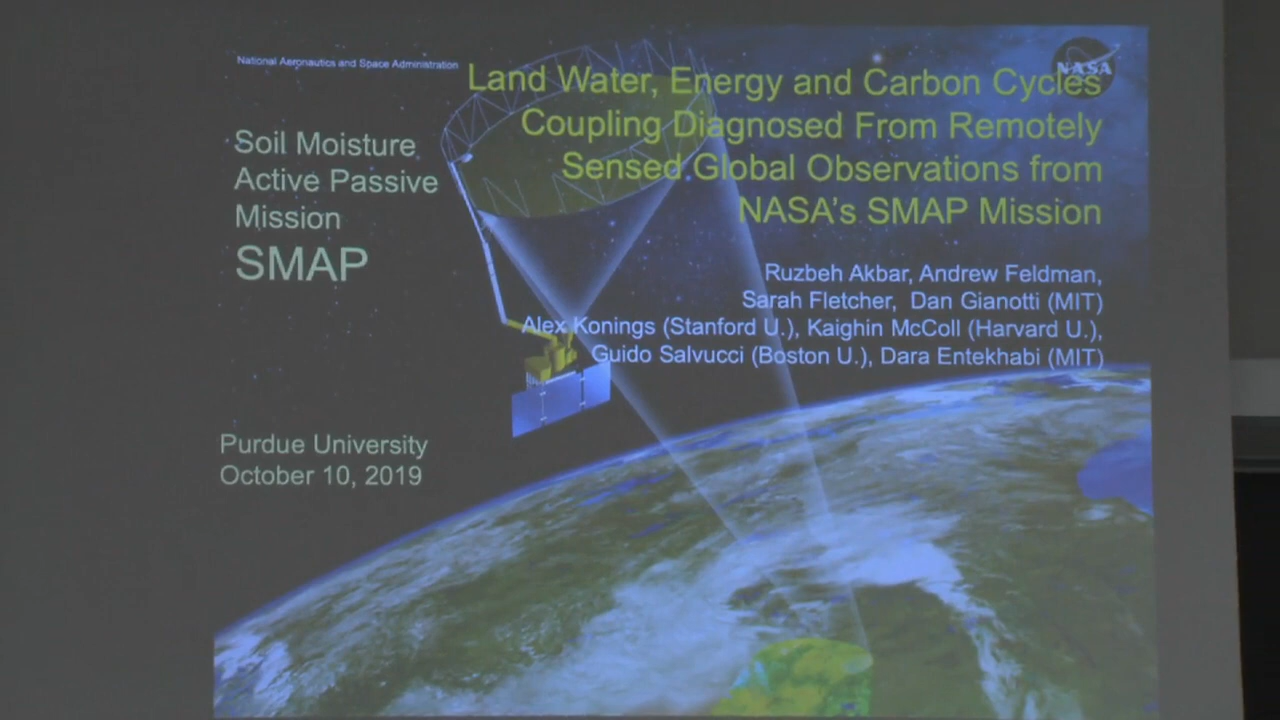 National Aeronautics and Space Administration
NASA
Land Water, Energy and Carbon Cycles
Coupling Diagnosed From Remotely
Sensed Global Observations from
NASA's SMAP Mission
Soil Moisture
Active Passive
Mission
SMAP
Ruzbeh Akbar, Andrew Feldman,
Sarah Fletcher, Dan Gianotti (MIT)
Alex Konings (Stanford U.), Kaighin McColl (Harvard U.),
Guido Salvucci (Boston U.), Dara Entekhabi (MIT)
Purdue University
October 10, 2019